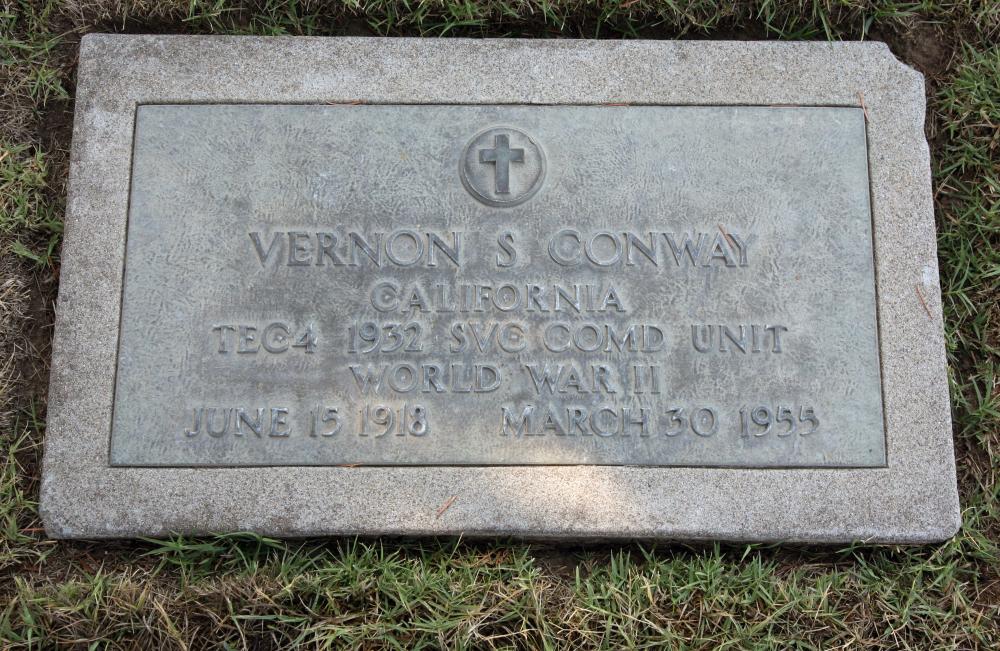 VERNON S CONWAY
CALIFORNIA
TEC4 1932 SVC COMD UNIT
WORLD WAR II
JUNE 15 1918 MARCH 30 1955